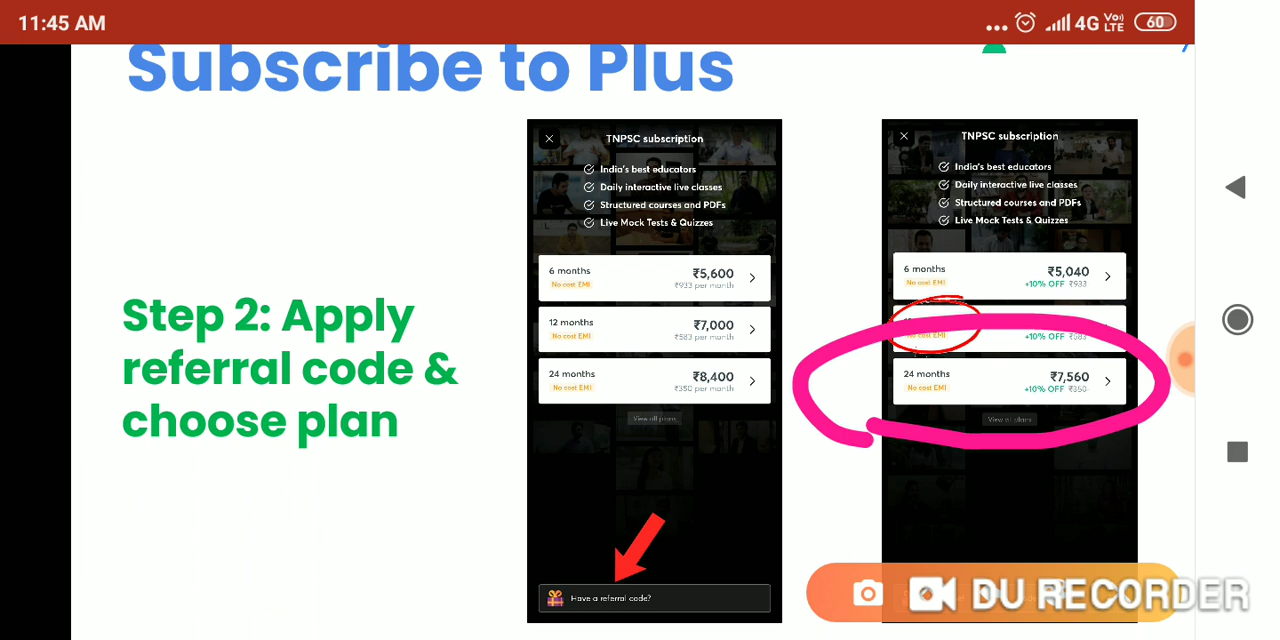 11:45 AM
4G
Vo)
LTE
60
Subscribe to Plus
Step 2: Apply
referral code &
choose plan
TNPSC subscription
India's best educators
Daily interactive live classes
Structured courses and PDFs
Live Mock Tests & Quizzes
6 months
₹5,600
No cost EMI
₹933 per month
12 months
₹7,000
No cost EMI
₹583 per month
24 months
₹8,400
No cost EMI
₹350 per month
View all plans
Have a referral code?
TNPSC subscription
India's best educators
Daily interactive live classes
Structured courses and PDFs
Live Mock Tests & Quizzes
6 months
₹5,040
No cost EMI
+10% OFF ₹933
No cost EMI
+10% OFF ₹583
24 months
₹7,560
No cost EMI
+10% OFF ₹350
View all plans
DU RECORDER